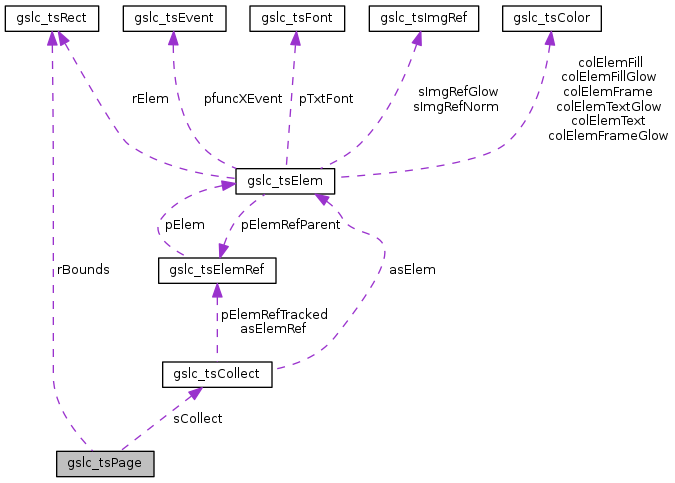 gslc_tsRect
gslc_tsEvent
gslc_tsFont
gslc_tsImgRef
gslc_tsColor
rElem
pfuncXEvent
pTxtFont
sImgRefGlow
sImgRefNorm
colElemFill
colElemFillGlow
colElemFrame
colElemTextGlow
colElemText
colElemFrameGlow
gslc_tsElem
pElem
pElemRefParent
rBounds
gslc_tsElemRef
asElem
pElemRefTracked
asElemRef
gslc_tsCollect
sCollect
gslc_tsPage